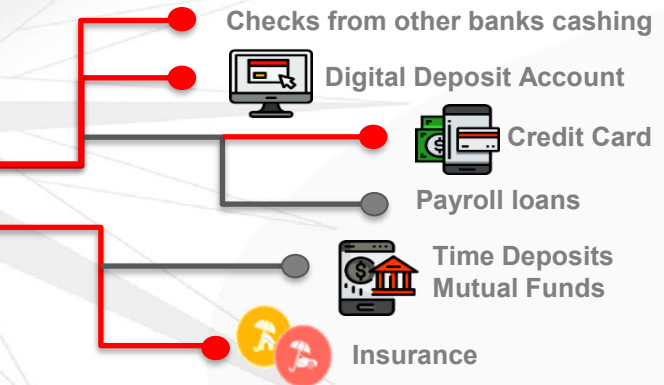 Checks from other banks cashing
Digital Deposit Account
Credit Card
Payroll loans
Time Deposits
Mutual Funds
Insurance